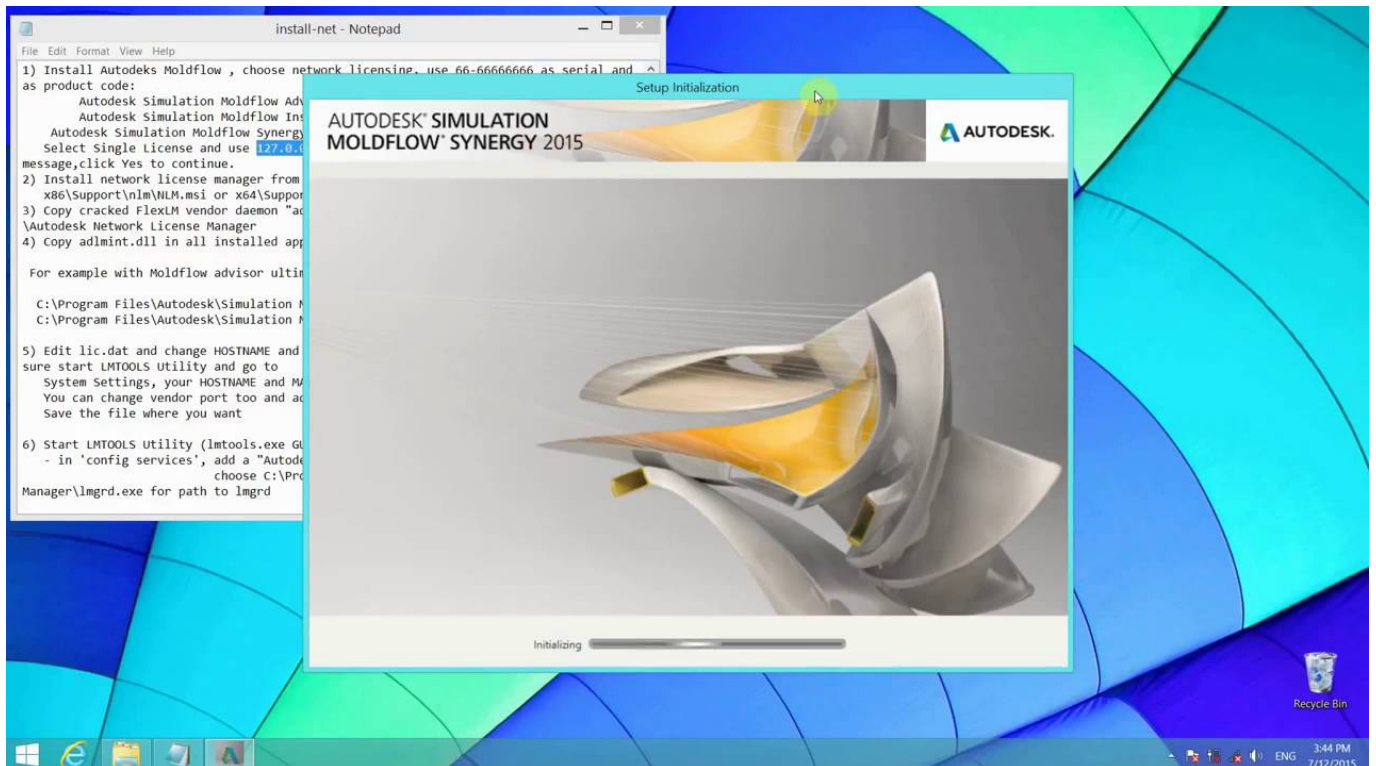 install-net - Notepad
File Edit Format View Help
1) Install Autodeks Moldflow , choose network licensing, use 66-66666666 as serial and
as product code:
Autodesk Simulation Moldflow Adv
Autodesk Simulation Moldflow Ins
Autodesk Simulation Moldflow Synergy
Select Single License and use 127.0.0
message,click Yes to continue.
2) Install network license manager from
x86\Support\nlm\NLM.msi or x64\Suppor
3) Copy cracked FlexLM vendor daemon "ad
\Autodesk Network License Manager
4) Copy adlmint.dll in all installed app
For example with Moldflow advisor ultim
C:\Program Files\Autodesk\Simulation M
C:\Program Files\Autodesk\Simulation M
5) Edit lic.dat and change HOSTNAME and
sure start LMTOOLS Utility and go to
System Settings, your HOSTNAME and MA
You can change vendor port too and ad
Save the file where you want
6) Start LMTOOLS Utility (lmtools.exe GU
- in 'config services', add a "Autode
choose C:\Pro
Manager\lmgrd.exe for path to lmgrd
Setup Initialization
AUTODESK® SIMULATION
MOLDFLOW® SYNERGY 2015
AUTODESK.
Initializing
Recycle Bin
ENG
3:44 PM
7/12/2015